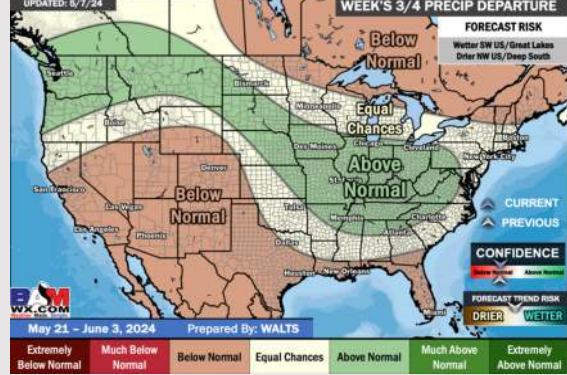 UPDATED: 5/7/24
WEEK'S 3/4 PRECIP DEPARTURE
FORECAST RISK
Wetter SW US/Great Lakes
Drier NW US/Deep South
Below
Normal
Seattle
Bismarck
Minneapolis
Equal
Chances
Boise
Boston
Des Moines
Chicago
Cleveland
New York City
Above
Normal
Denver
St. Louis
San Francisco
Below
Normal
Las Vegas
Tulsa
Memphis
Charlotte
Los Angeles
Phoenix
Dallas
Atlanta
Houston
New Orleans
Miami
CURRENT
PREVIOUS
CONFIDENCE
Below Normal
Above Normal
FORECAST TREND RISK
DRIER
WETTER
BAM
WX.COM
May 21 – June 3, 2024
Prepared By: WALTS
Extremely
Below Normal
Much Below
Normal
Below Normal
Equal Chances
Above Normal
Much Above
Normal
Extremely
Above Normal